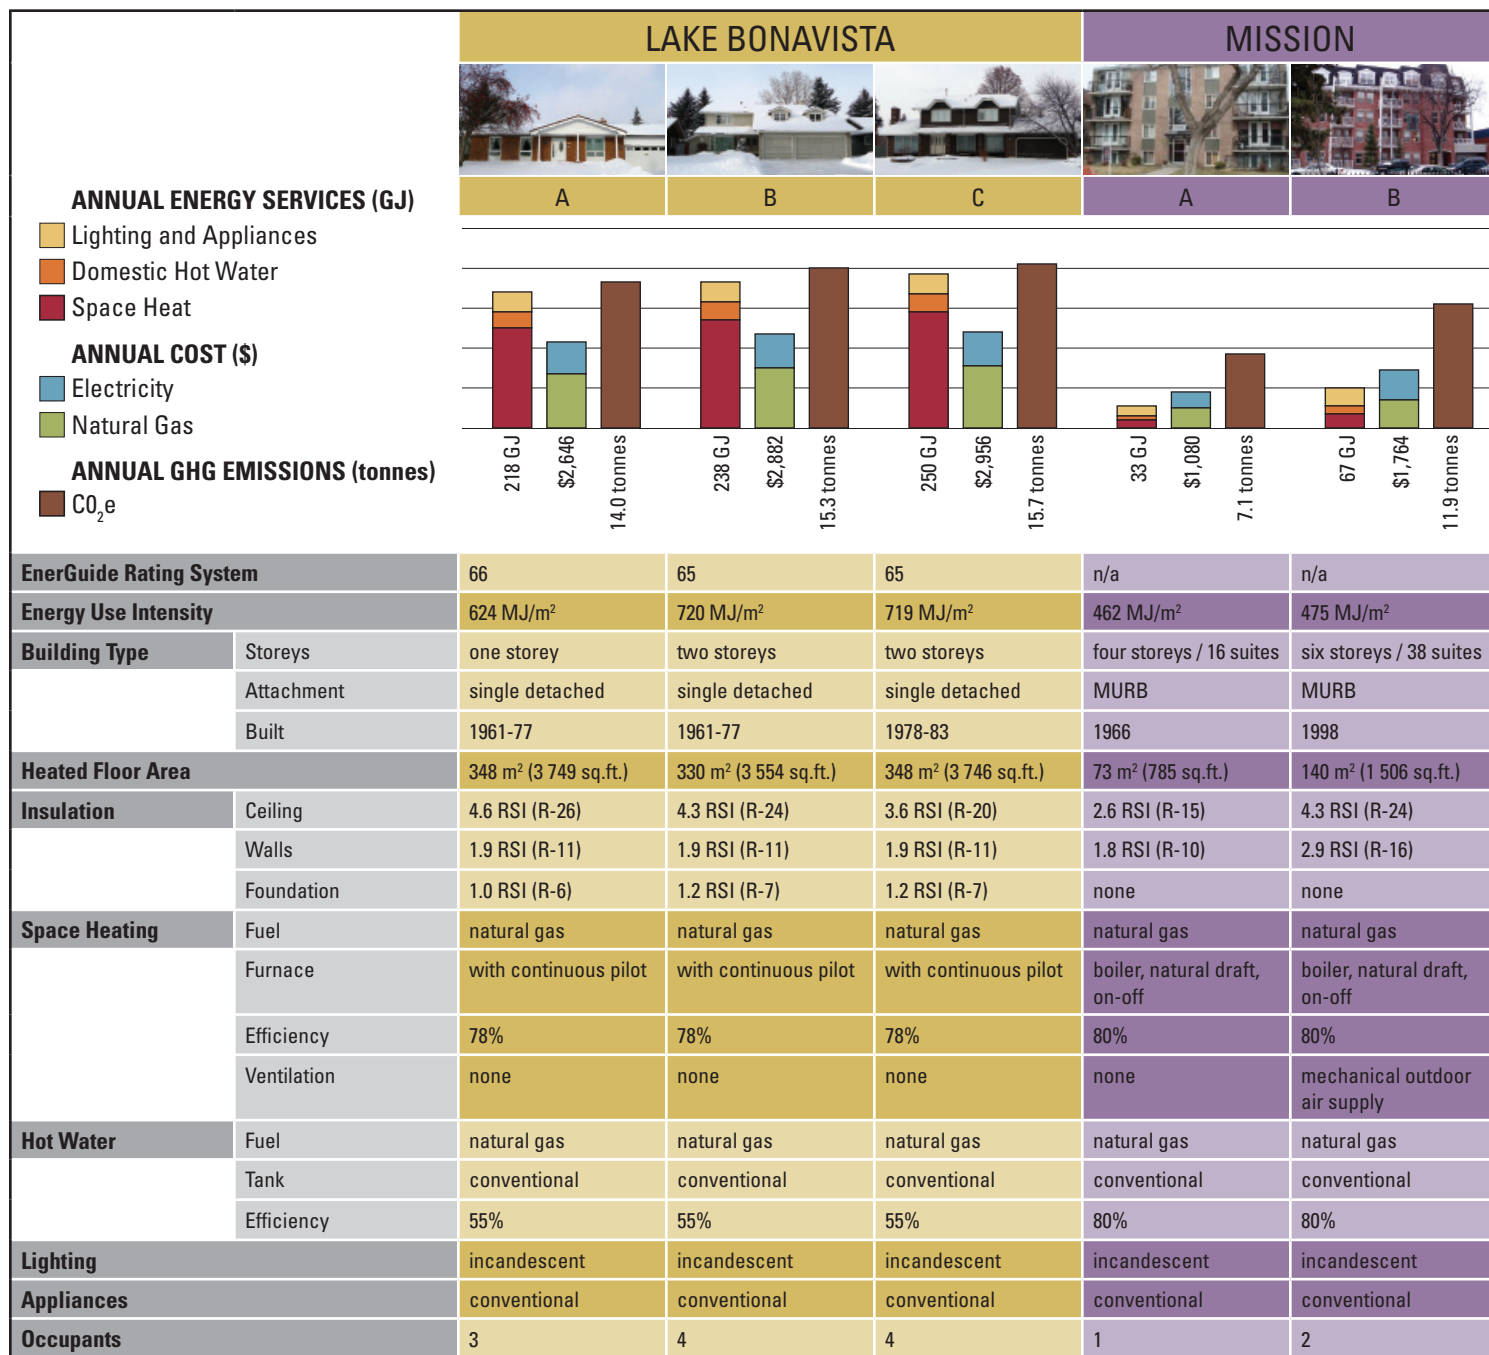 LAKE BONAVISTA
MISSION
A
B
C
A
B
ANNUAL ENERGY SERVICES (GJ)
Lighting and Appliances
Domestic Hot Water
Space Heat
ANNUAL COST ($)
Electricity
Natural Gas
ANNUAL GHG EMISSIONS (tonnes)
CO₂e
218 GJ
$2,646
14.0 tonnes
238 GJ
$2,882
15.3 tonnes
250 GJ
$2,956
15.7 tonnes
33 GJ
$1,080
7.1 tonnes
67 GJ
$1,764
11.9 tonnes
EnerGuide Rating System 66 65 65 n/a n/a
Energy Use Intensity 624 MJ/m² 720 MJ/m² 719 MJ/m² 462 MJ/m² 475 MJ/m²
Building Type Storeys one storey two storeys two storeys four storeys / 16 suites six storeys / 38 suites
Attachment single detached single detached single detached MURB MURB
Built 1961-77 1961-77 1978-83 1966 1998
Heated Floor Area 348 m² (3 749 sq.ft.) 330 m² (3 554 sq.ft.) 348 m² (3 746 sq.ft.) 73 m² (785 sq.ft.) 140 m² (1 506 sq.ft.)
Insulation Ceiling 4.6 RSI (R-26) 4.3 RSI (R-24) 3.6 RSI (R-20) 2.6 RSI (R-15) 4.3 RSI (R-24)
Walls 1.9 RSI (R-11) 1.9 RSI (R-11) 1.9 RSI (R-11) 1.8 RSI (R-10) 2.9 RSI (R-16)
Foundation 1.0 RSI (R-6) 1.2 RSI (R-7) 1.2 RSI (R-7) none none
Space Heating Fuel natural gas natural gas natural gas natural gas natural gas
Furnace with continuous pilot with continuous pilot with continuous pilot boiler, natural draft, boiler, natural draft,
on-off on-off
Efficiency 78% 78% 78% 80% 80%
Ventilation none none none none mechanical outdoor
air supply
Hot Water Fuel natural gas natural gas natural gas natural gas natural gas
Tank conventional conventional conventional conventional conventional
Efficiency 55% 55% 55% 80% 80%
Lighting incandescent incandescent incandescent incandescent incandescent
Appliances conventional conventional conventional conventional conventional
Occupants 3 4 4 1 2